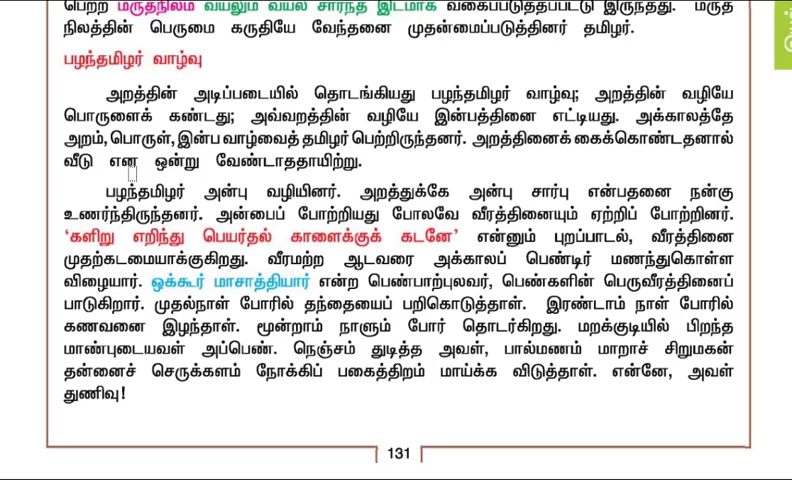 பெற்ற மருதநிலம் வயலும் வயல் சார்ந்த இடமாக வகைப்படுத்தப்பட்டு இருந்தது. மருத
நிலத்தின் பெருமை கருதியே வேந்தனை முதன்மைப்படுத்தினர் தமிழர்.
பழந்தமிழர் வாழ்வு
அறத்தின் அடிப்படையில் தொடங்கியது பழந்தமிழர் வாழ்வு; அறத்தின் வழியே
பொருளைக் கண்டது; அவ்வறத்தின் வழியே இன்பத்தினை எட்டியது. அக்காலத்தே
அறம், பொருள், இன்ப வாழ்வைத் தமிழர் பெற்றிருந்தனர். அறத்தினைக் கைக்கொண்டதனால்
வீடு என ஒன்று வேண்டாததாயிற்று.
பழந்தமிழர் அன்பு வழியினர். அறத்துக்கே அன்பு சார்பு என்பதனை நன்கு
உணர்ந்திருந்தனர். அன்பைப் போற்றியது போலவே வீரத்தினையும் ஏற்றிப் போற்றினர்.
‘களிறு எறிந்து பெயர்தல் காளைக்குக் கடனே’ என்னும் புறப்பாடல், வீரத்தினை
முதற்கடமையாக்குகிறது. வீரமற்ற ஆடவரை அக்காலப் பெண்டிர் மணந்துகொள்ள
விழையார். ஒக்கூர் மாசாத்தியார் என்ற பெண்பாற்புலவர், பெண்களின் பெருவீரத்தினைப்
பாடுகிறார். முதல்நாள் போரில் தந்தையைப் பறிகொடுத்தாள். இரண்டாம் நாள் போரில்
கணவனை இழந்தாள். மூன்றாம் நாளும் போர் தொடர்கிறது. மறக்குடியில் பிறந்த
மாண்புடையவள் அப்பெண். நெஞ்சம் துடித்த அவள், பால்மணம் மாறாச் சிறுமகன்
தன்னைச் செருக்களம் நோக்கிப் பகைத்திறம் மாய்க்க விடுத்தாள். என்னே, அவள்
துணிவு!
131